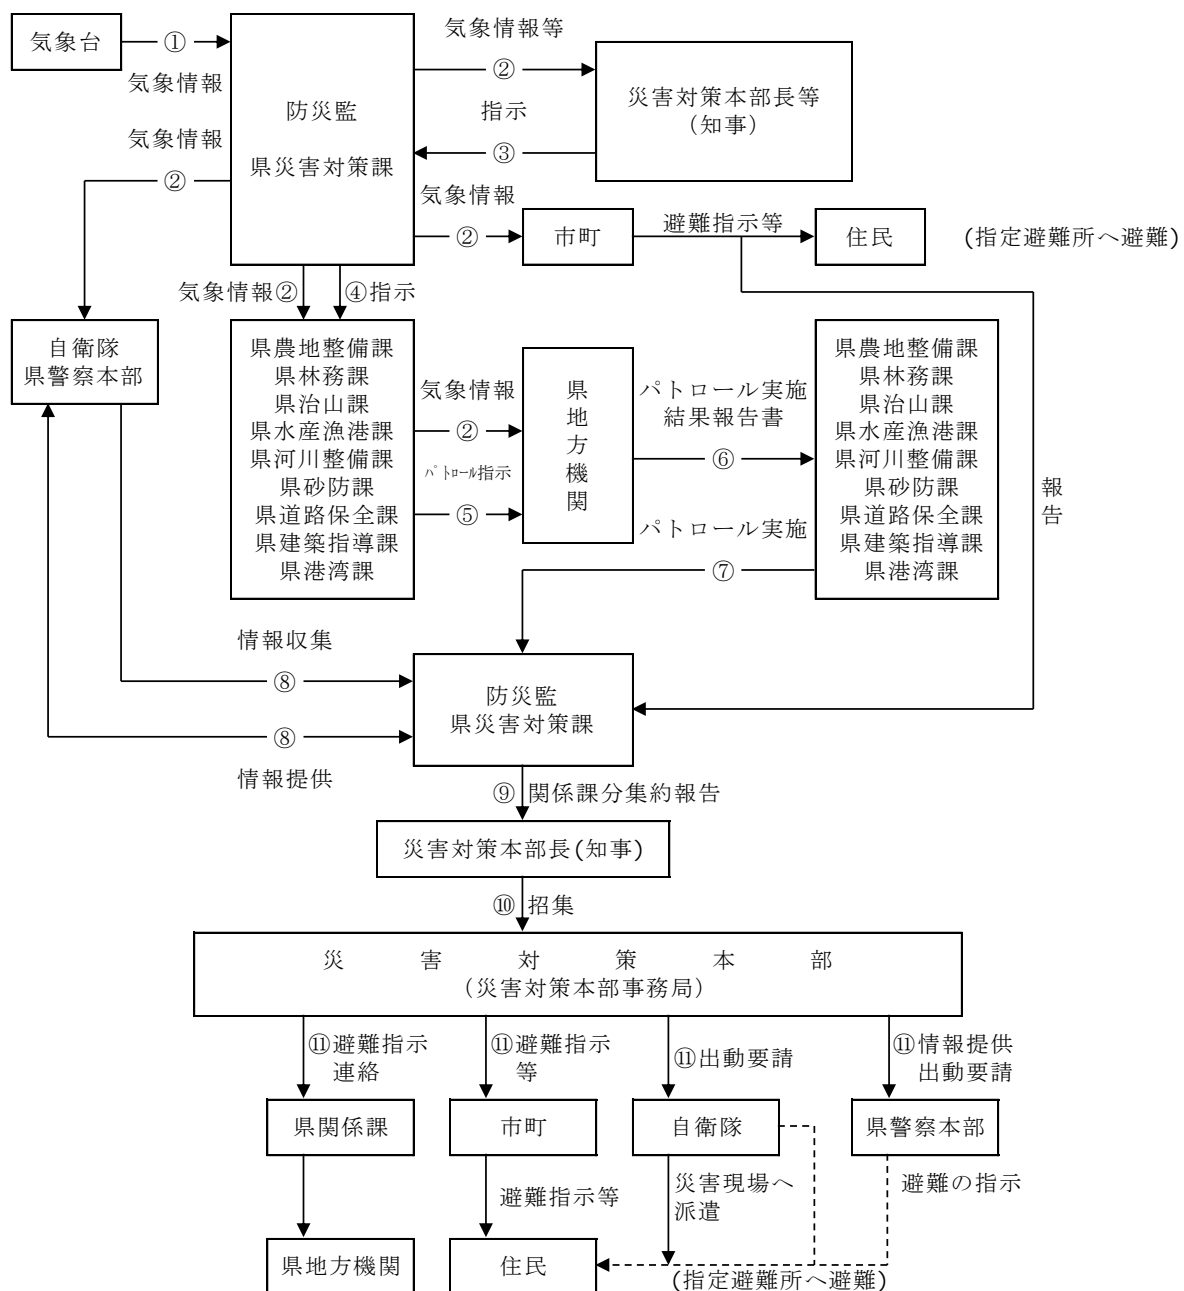 気象台
①
気象情報
気象情報
②
防災監
県災害対策課
気象情報等
②
指示
③
災害対策本部長等
(知事)
気象情報
②
市町
避難指示等
住民
(指定避難所へ避難)
気象情報②
④指示
自衛隊
県警察本部
県農地整備課
県林務課
県治山課
県水産漁港課
県河川整備課
県砂防課
県道路保全課
県建築指導課
県港湾課
気象情報
②
パトロール指示
⑤
県
地
方
機
関
パトロール実施
結果報告書
⑥
パトロール実施
⑦
県農地整備課
県林務課
県治山課
県水産漁港課
県河川整備課
県砂防課
県道路保全課
県建築指導課
県港湾課
報
告
情報収集
⑧
⑧
情報提供
防災監
県災害対策課
⑨関係課分集約報告
災害対策本部長(知事)
⑩招集
災害対策本部
(災害対策本部事務局)
⑪避難指示
連絡
⑪避難指示
等
⑪出動要請
⑪情報提供
出動要請
県関係課
市町
自衛隊
県警察本部
避難指示等
災害現場へ
派遣
避難の指示
県地方機関
住民
(指定避難所へ避難)